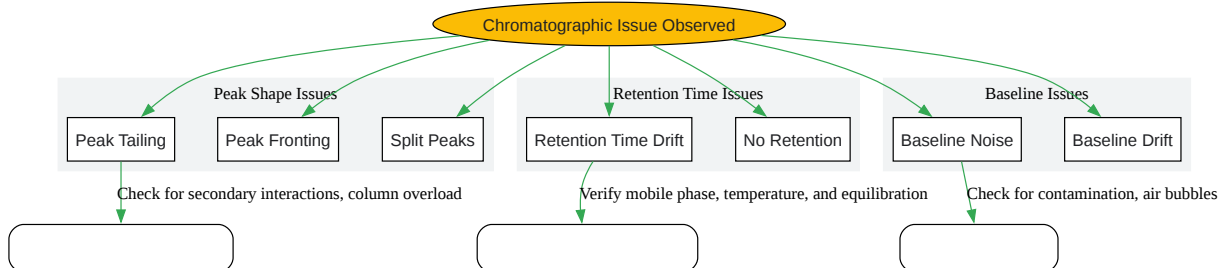 Chromatographic Issue Observed
Peak Shape Issues
Retention Time Issues
Baseline Issues
Peak Tailing
Peak Fronting
Split Peaks
Retention Time Drift
No Retention
Baseline Noise
Baseline Drift
Check for secondary interactions, column overload
Verify mobile phase, temperature, and equilibration
Check for contamination, air bubbles